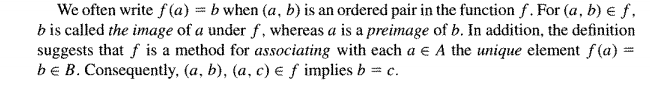 We often write f(a) = b when (a, b) is an ordered pair in the function f. For (a, b) ∈ f,
b is called the image of a under f, whereas a is a preimage of b. In addition, the definition
suggests that f is a method for associating with each a ∈ A the unique element f(a) =
b ∈ B. Consequently, (a, b), (a, c) ∈ f implies b = c.